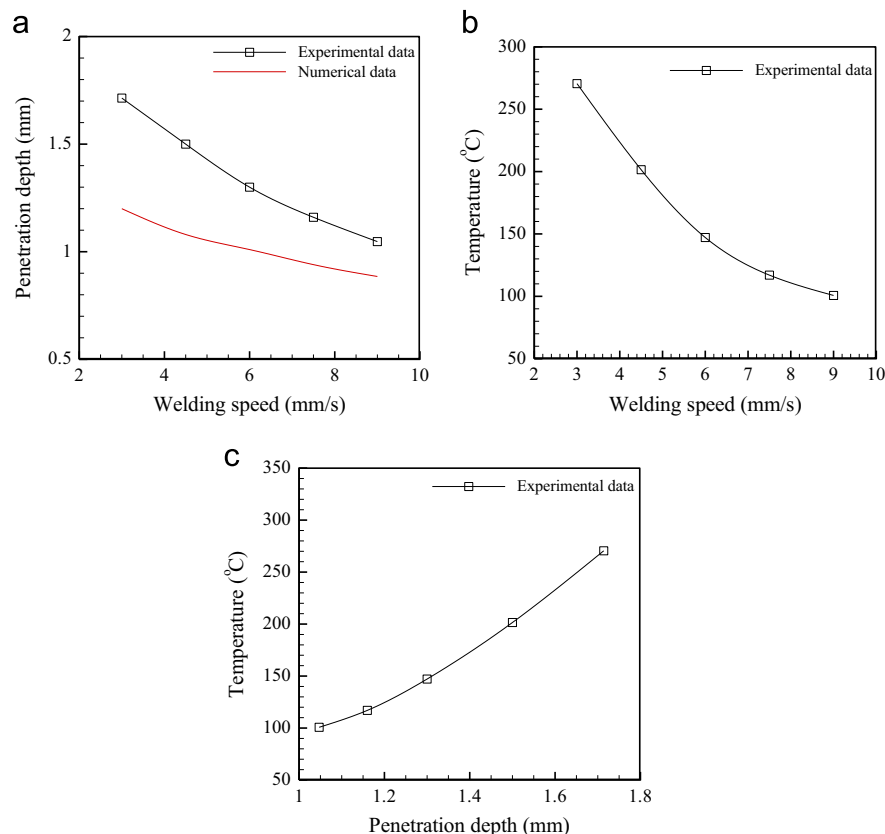 a
2
1.5
1
0.5
2
4
6
8
10
Penetration depth (mm)
Welding speed (mm/s)
Experimental data
Numerical data
b
300
250
200
150
100
50
2
3
4
5
6
7
8
9
10
Temperature (°C)
Welding speed (mm/s)
Experimental data
c
350
300
250
200
150
100
50
1
1.2
1.4
1.6
1.8
Temperature (°C)
Penetration depth (mm)
Experimental data